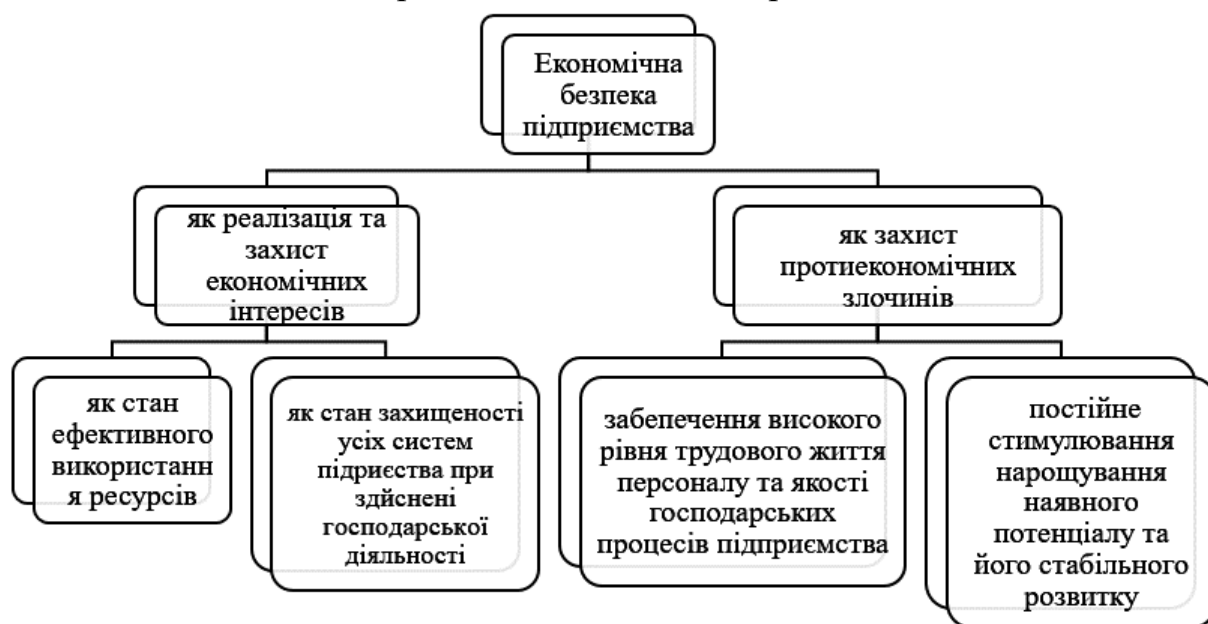 Економічна
безпека
підприємства
як реалізація та
захист
економічних
інтересів
як захист
протиекономічних
злочинів
як стан
ефективного
використанн
я ресурсів
як стан захищеності
усіх систем
підриєства при
здйснені
господарської
діяльності
забепечення високого
рівня трудового життя
персоналу та якості
господарських
процесів підприємства
постійне
стимулювання
нарощування
наявного
потенціалу та
його стабільного
розвитку